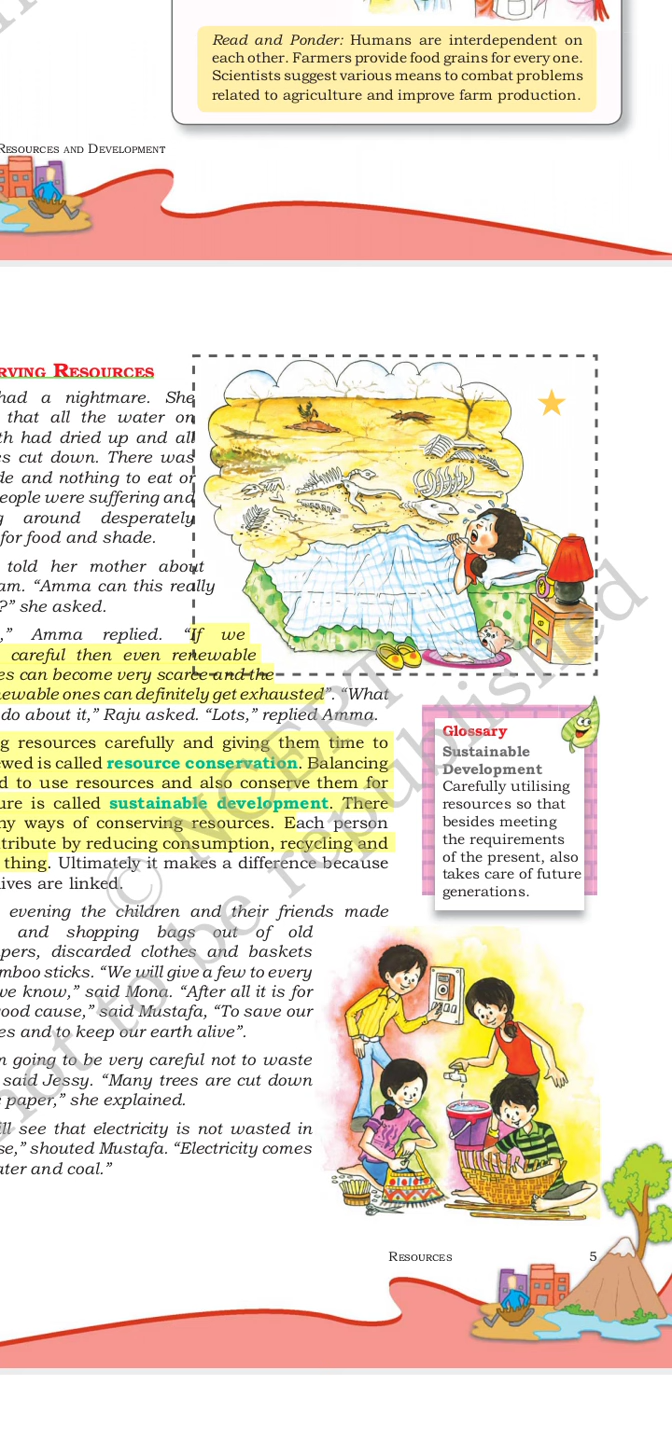 Read and Ponder: Humans are interdependent on
each other. Farmers provide food grains for every one.
Scientists suggest various means to combat problems
related to agriculture and improve farm production.
RESOURCES AND DEVELOPMENT
RVING RESOURCES
had a nightmare. She
that all the water on
th had dried up and all
s cut down. There was
de and nothing to eat or
eople were suffering and
g around desperately
for food and shade.
told her mother about
am. “Amma can this really
?” she asked.
,” Amma replied. “If we
careful then even renewable
es can become very scarce and the
newable ones can definitely get exhausted”. “What
do about it,” Raju asked. “Lots,” replied Amma.
g resources carefully and giving them time to
ewed is called resource conservation. Balancing
d to use resources and also conserve them for
ure is called sustainable development. There
ny ways of conserving resources. Each person
tribute by reducing consumption, recycling and
thing. Ultimately it makes a difference because
ives are linked.
evening the children and their friends made
and shopping bags out of old
pers, discarded clothes and baskets
mboo sticks. “We will give a few to every
we know,” said Mona. “After all it is for
ood cause,” said Mustafa, “To save our
es and to keep our earth alive”.
m going to be very careful not to waste
said Jessy. “Many trees are cut down
r paper,” she explained.
ill see that electricity is not wasted in
se,” shouted Mustafa. “Electricity comes
ater and coal.”
Glossary
Sustainable
Development
Carefully utilising
resources so that
besides meeting
the requirements
of the present, also
takes care of future
generations.
RESOURCES 5
© NCERT
not to be republished